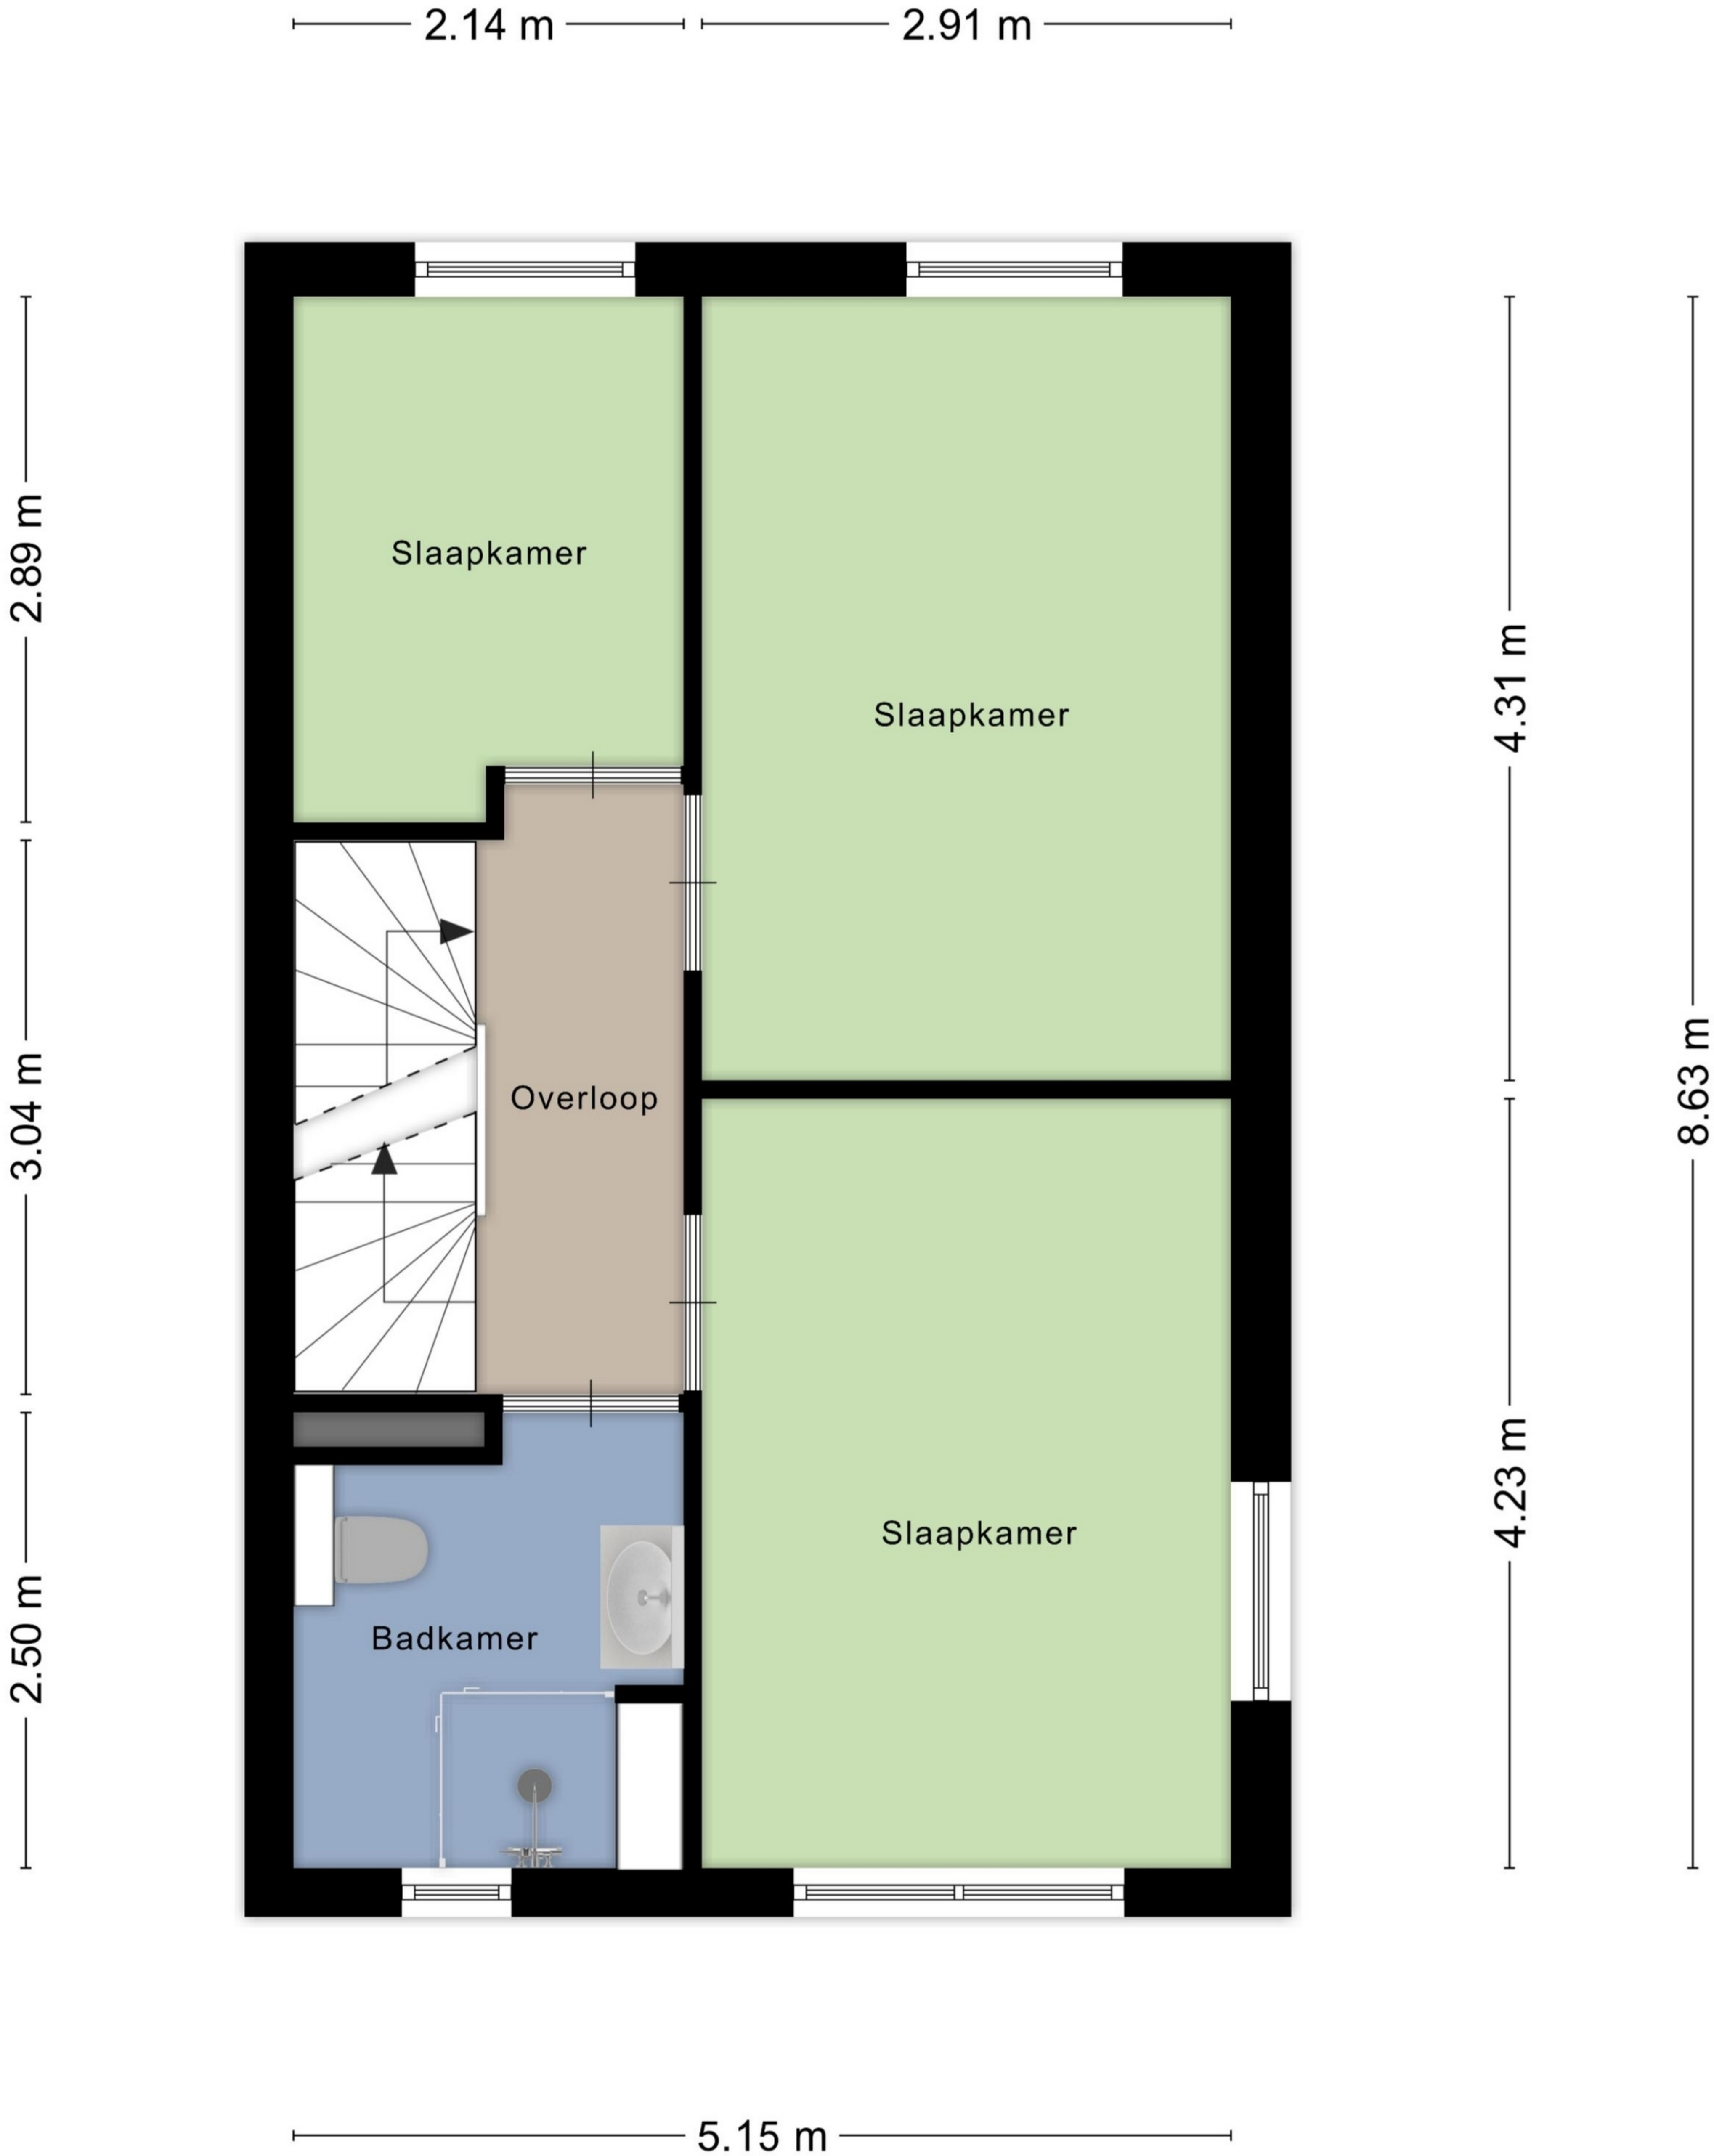 2.14 m
2.91 m
2.89 m
Slaapkamer
4.31 m
Slaapkamer
8.63 m
3.04 m
Overloop
4.23 m
Slaapkamer
2.50 m
Badkamer
5.15 m